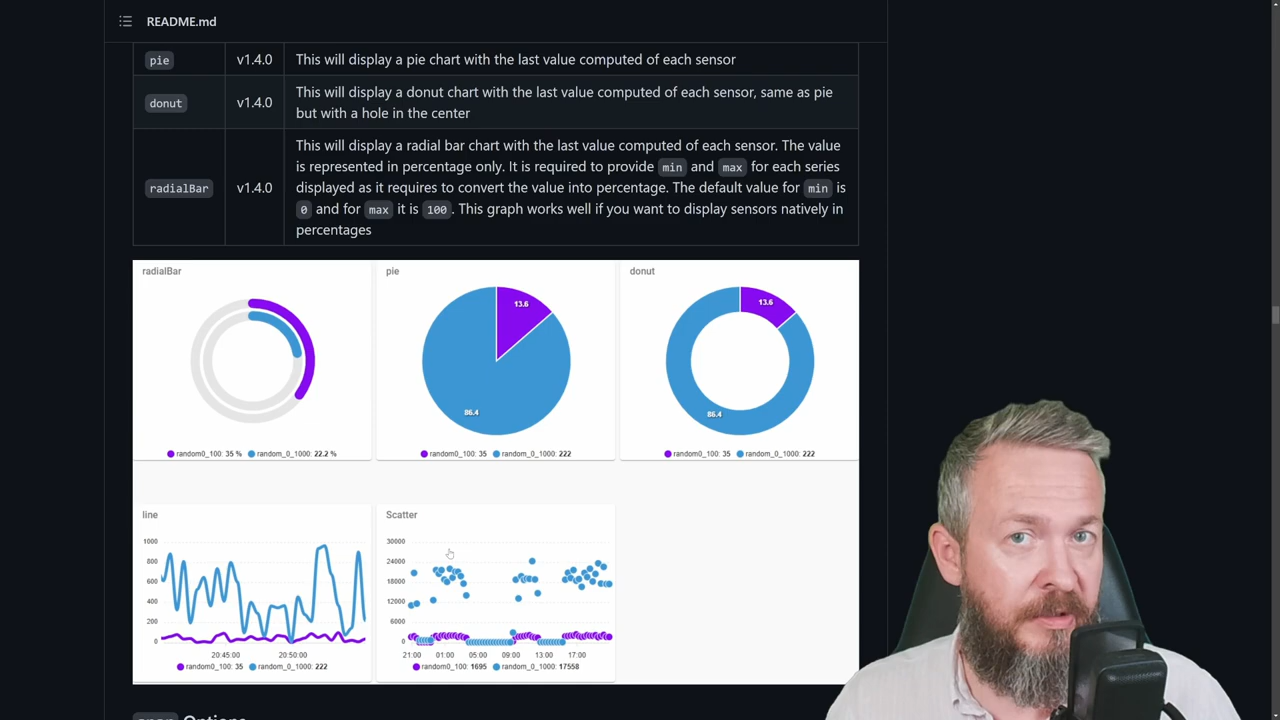 README.md
pie v1.4.0 This will display a pie chart with the last value computed of each sensor
donut v1.4.0 This will display a donut chart with the last value computed of each sensor, same as pie
but with a hole in the center
This will display a radial bar chart with the last value computed of each sensor. The value
is represented in percentage only. It is required to provide min and max for each series
radialBar v1.4.0 displayed as it requires to convert the value into percentage. The default value for min is
0 and for max it is 100. This graph works well if you want to display sensors natively in
percentages
radialBar pie donut
13.6 13.6
86.4 86.4
random0_100: 35 % random_0_1000: 22.2 %
random0_100: 35 random_0_1000: 222
random0_100: 35 random_0_1000: 222
line
1000
800
600
400
200
0
20:45:00 20:50:00
random0_100: 35 random_0_1000: 222
Scatter
30000
24000
18000
12000
6000
0
21:00 01:00 05:00 09:00 13:00 17:00
random0_100: 1695 random_0_1000: 17558
span Options